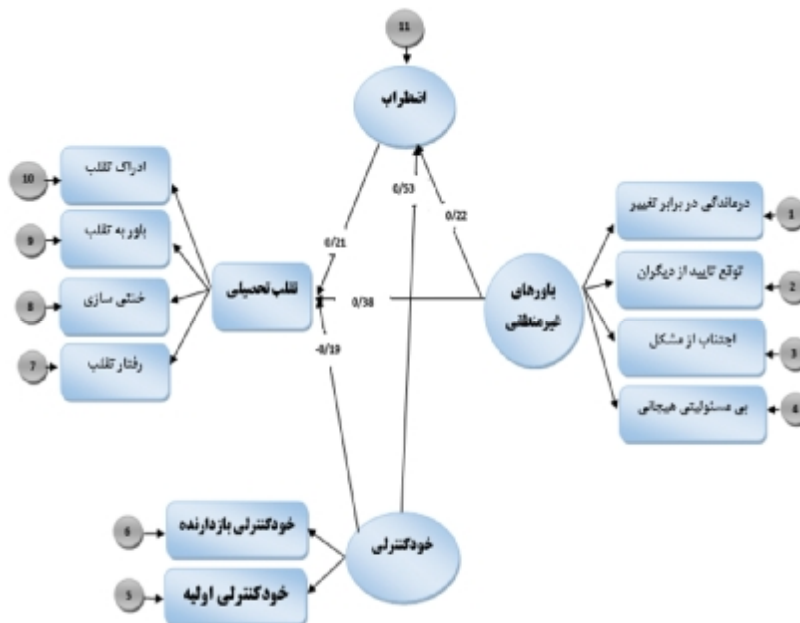 11
اضطراب
10
ادراک تقلب
9
باور به تقلب
8
خنثی سازی
7
رفتار تقلب
تقلب تحصیلی
0/53
0/22
0/21
0/38
-0/19
باورهای
غیرمنطقی
درماندگی در برابر تغییر
1
توقع تایید از دیگران
2
اجتناب از مشکل
3
بی مسئولیتی هیجانی
4
خودکنترلی
خودکنترلی بازدارنده
6
خودکنترلی اولیه
5